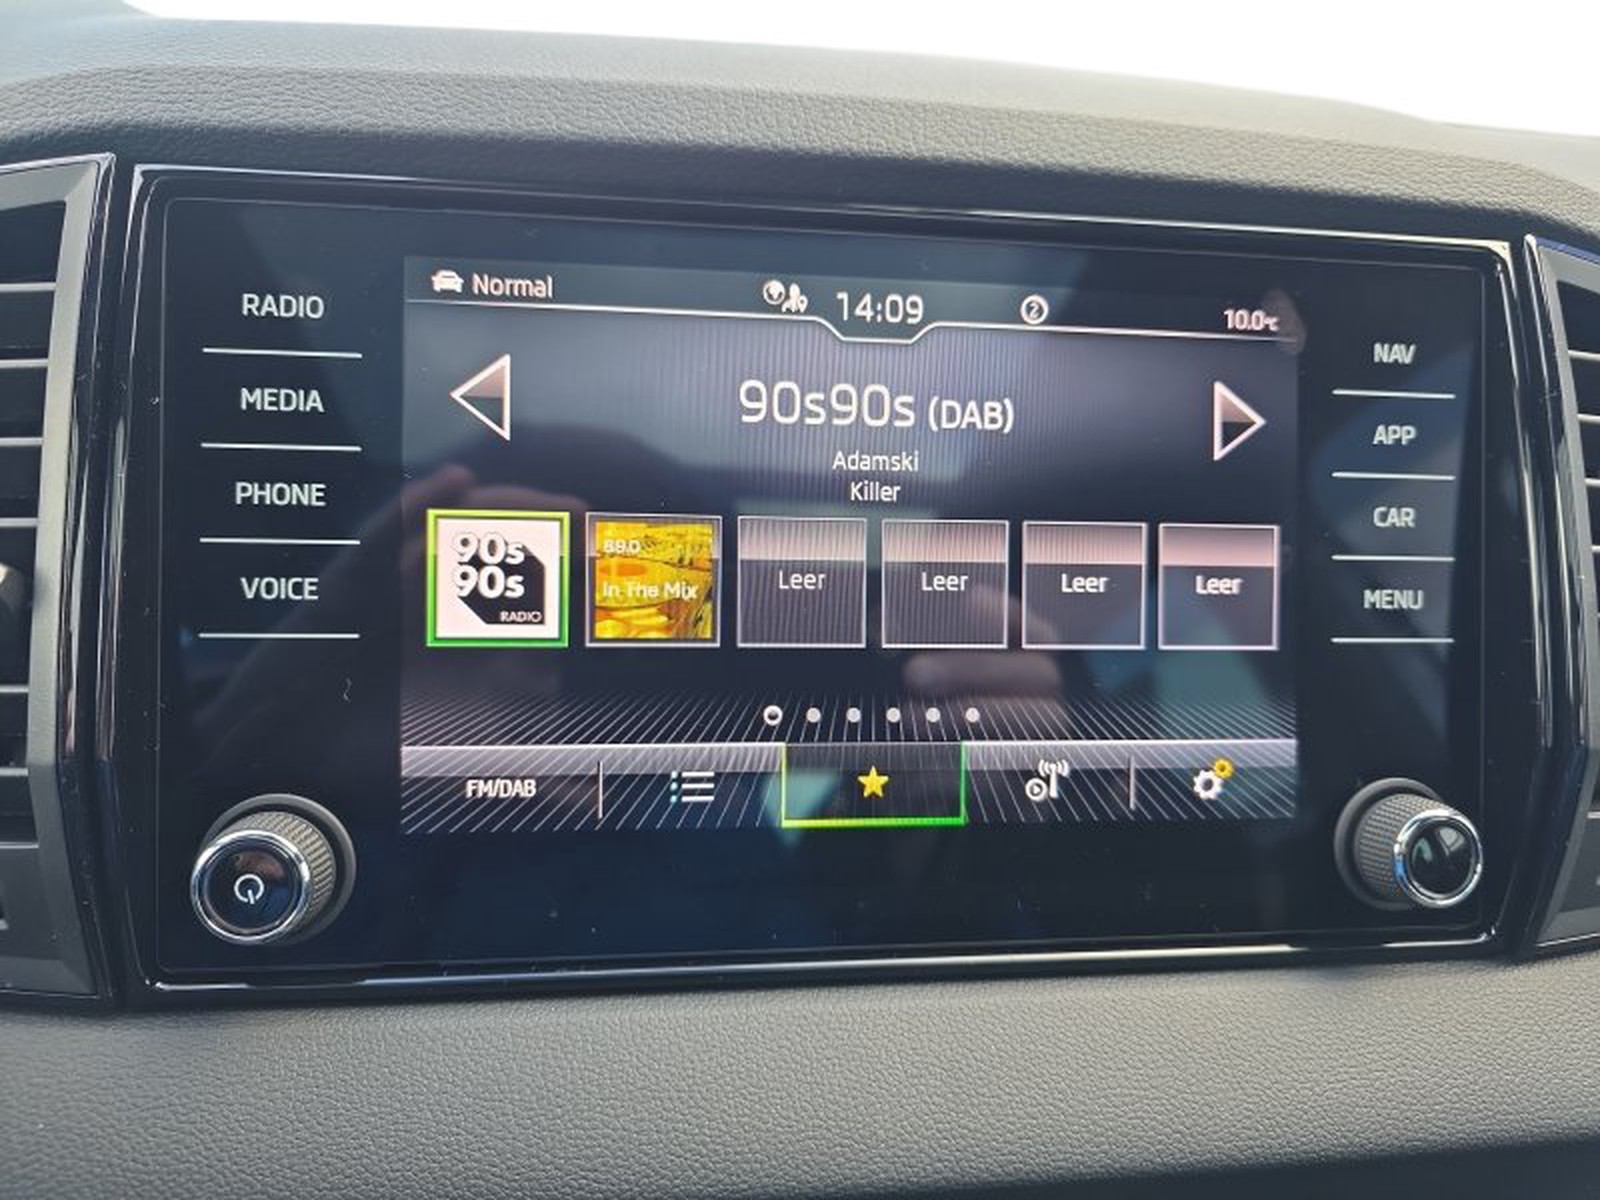 Normal
14:09
2
10.0°C
RADIO
MEDIA
PHONE
VOICE
90s90s (DAB)
Adamski
Killer
90s
90s
RADIO
89.0
In The Mix
Leer
Leer
Leer
Leer
FM/DAB
NAV
APP
CAR
MENU